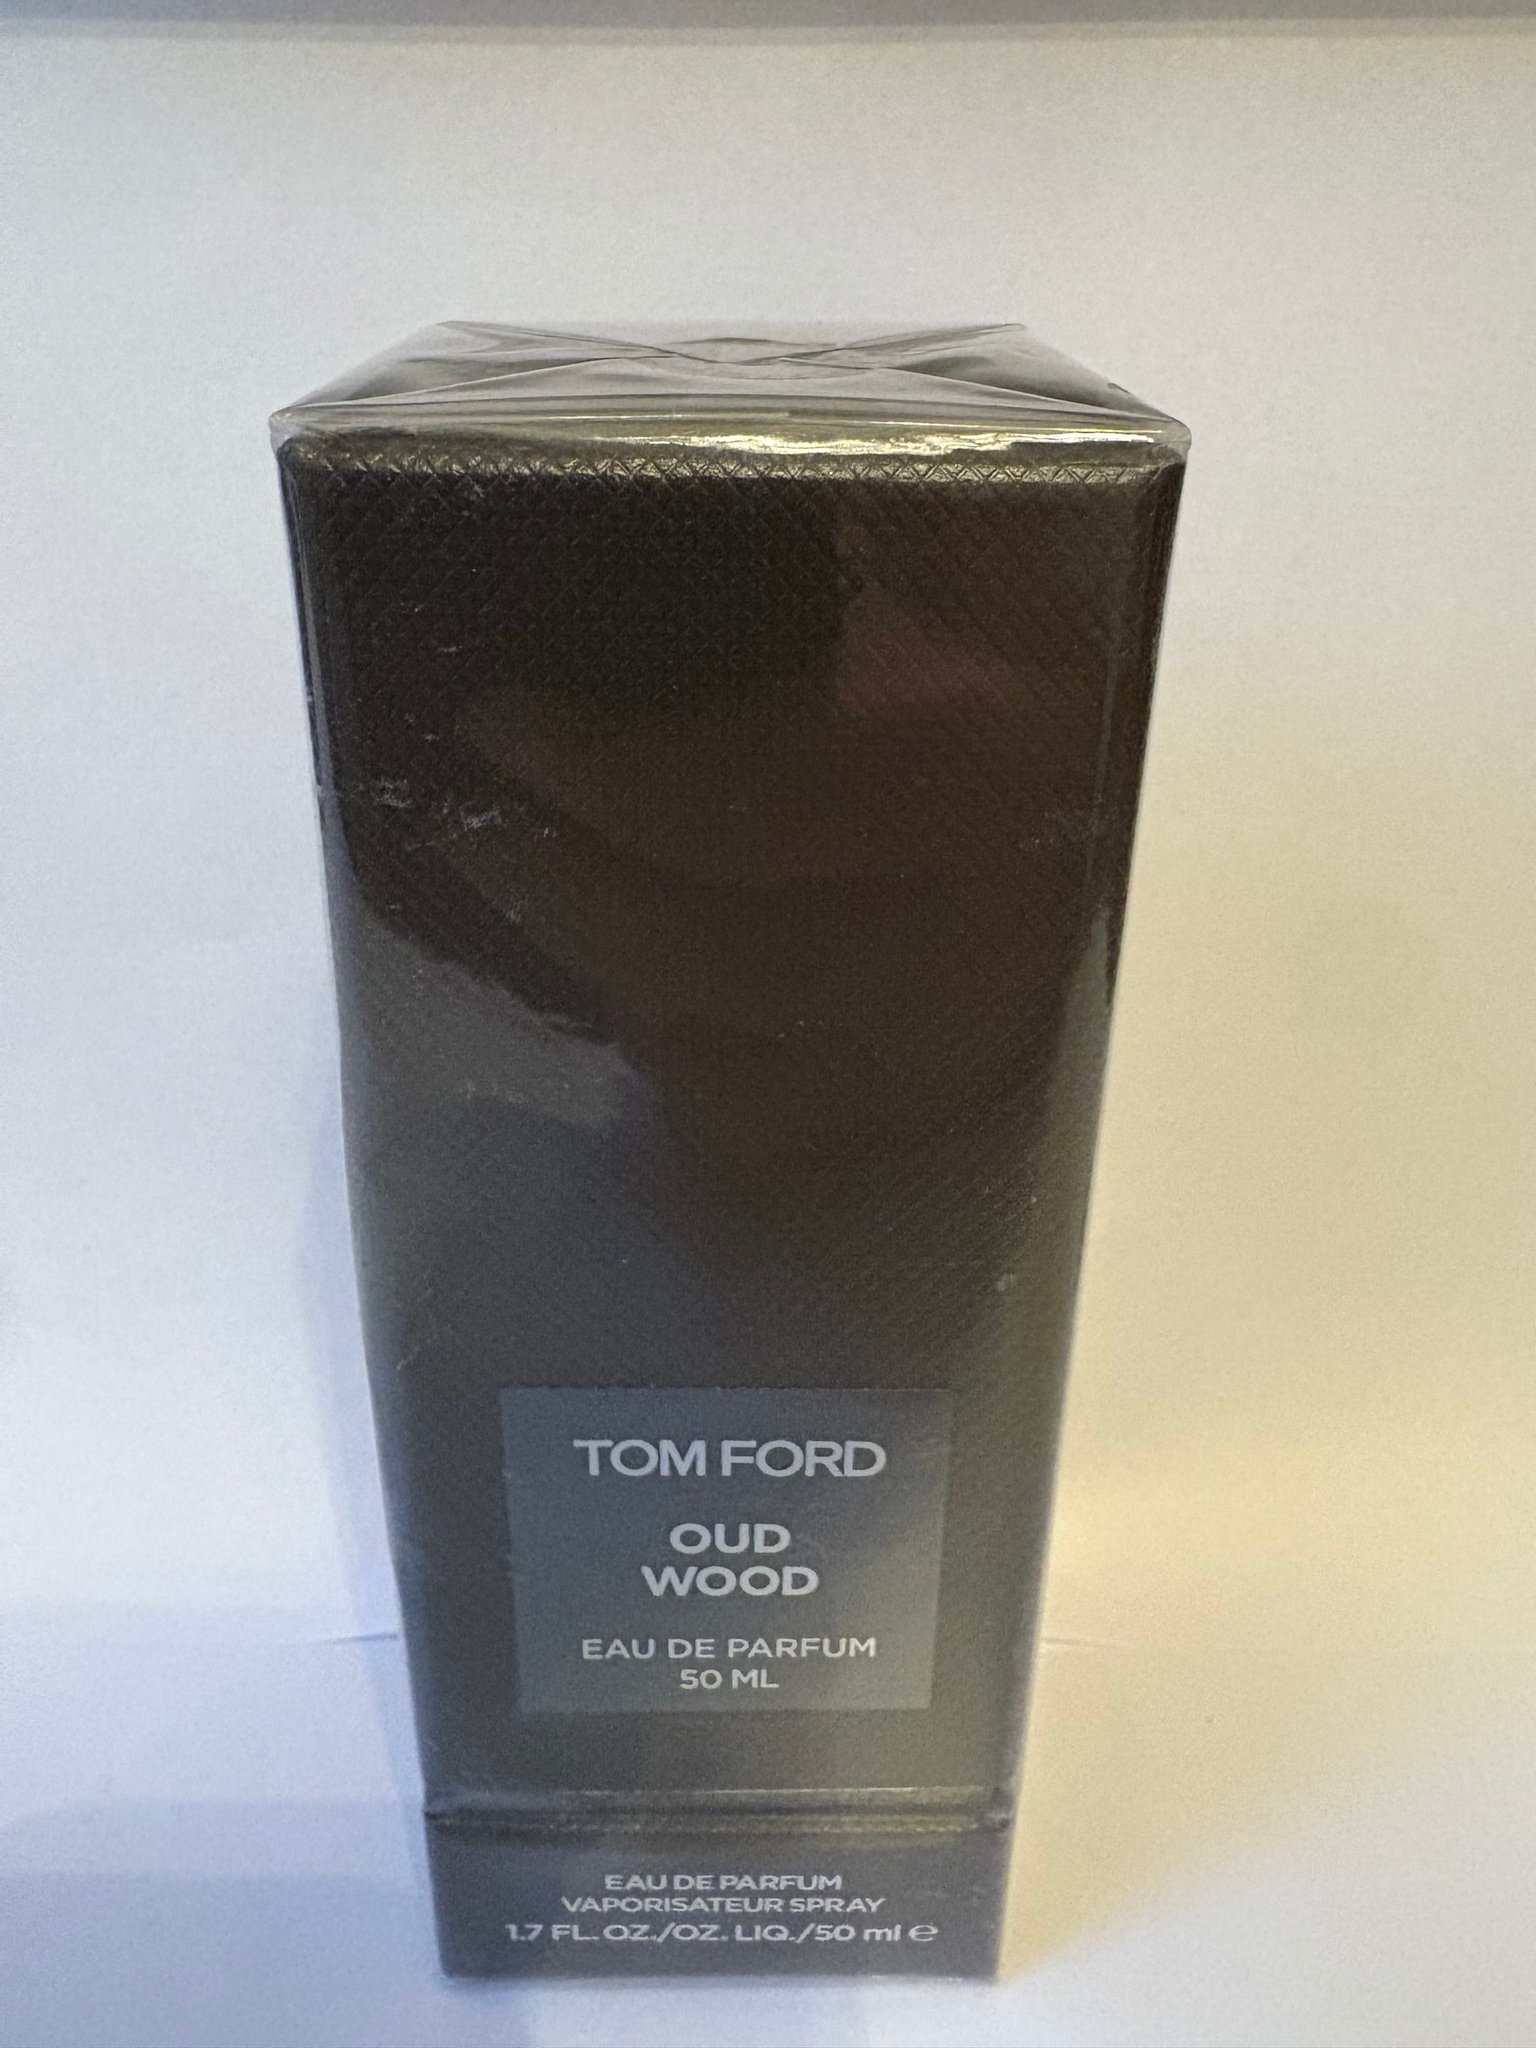 TOM FORD
OUD
WOOD
EAU DE PARFUM
50 ML
EAU DE PARFUM
VAPORISATEUR SPRAY
1.7 FL. OZ./OZ. LIQ./50 ml ℮